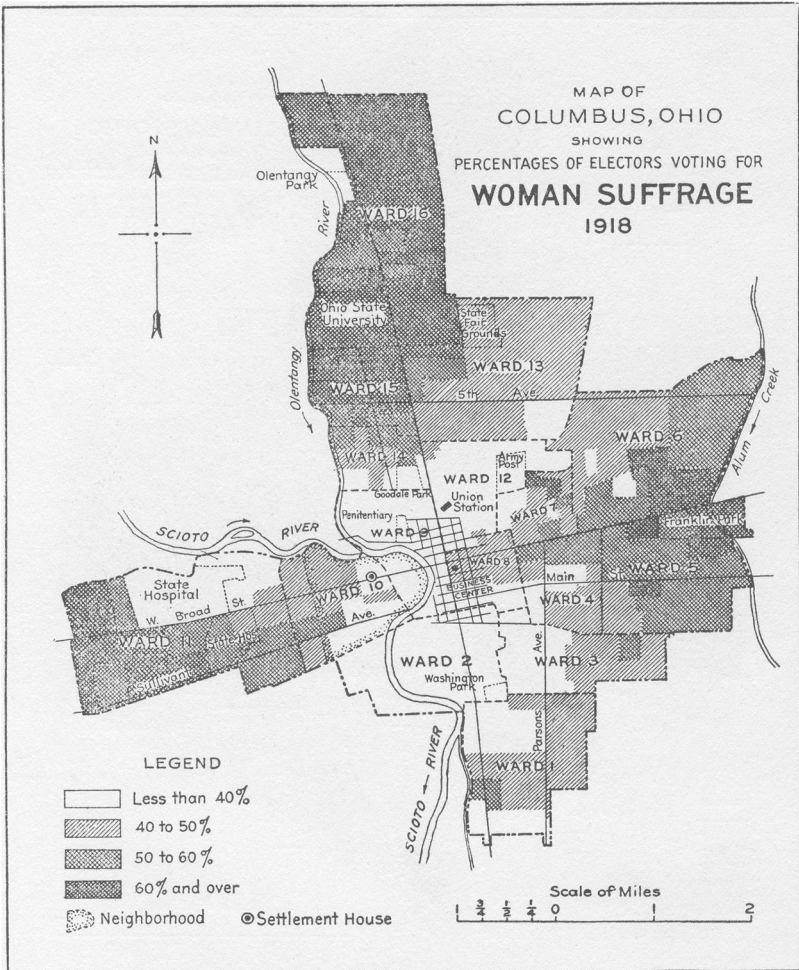 MAP OF
COLUMBUS, OHIO
SHOWING
PERCENTAGES OF ELECTORS VOTING FOR
WOMAN SUFFRAGE
1918
N
Olentangy
Park
River
WARD 16
Ohio State
University
State
Fair
Grounds
WARD 13
Olentangy
WARD 15
5th Ave.
WARD 14
WARD 6
Alum Creek
Army
Post
WARD 12
Goodale Park
Union
Station
Penitentiary
WARD 7
Franklin Park
SCIOTO RIVER
WARD 9
WARD 8
WARD 5
State
Hospital
WARD 10
BUSINESS
CENTER
Main St.
W. Broad St.
WARD 4
Ave.
WARD 11
Sullivant
WARD 2
Ave.
WARD 3
Washington
Park
Parsons
SCIOTO RIVER
WARD 1
LEGEND
Less than 40%
40 to 50%
50 to 60%
60% and over
Neighborhood
Settlement House
Scale of Miles
1 3/4 1/2 1/4 0 1 2